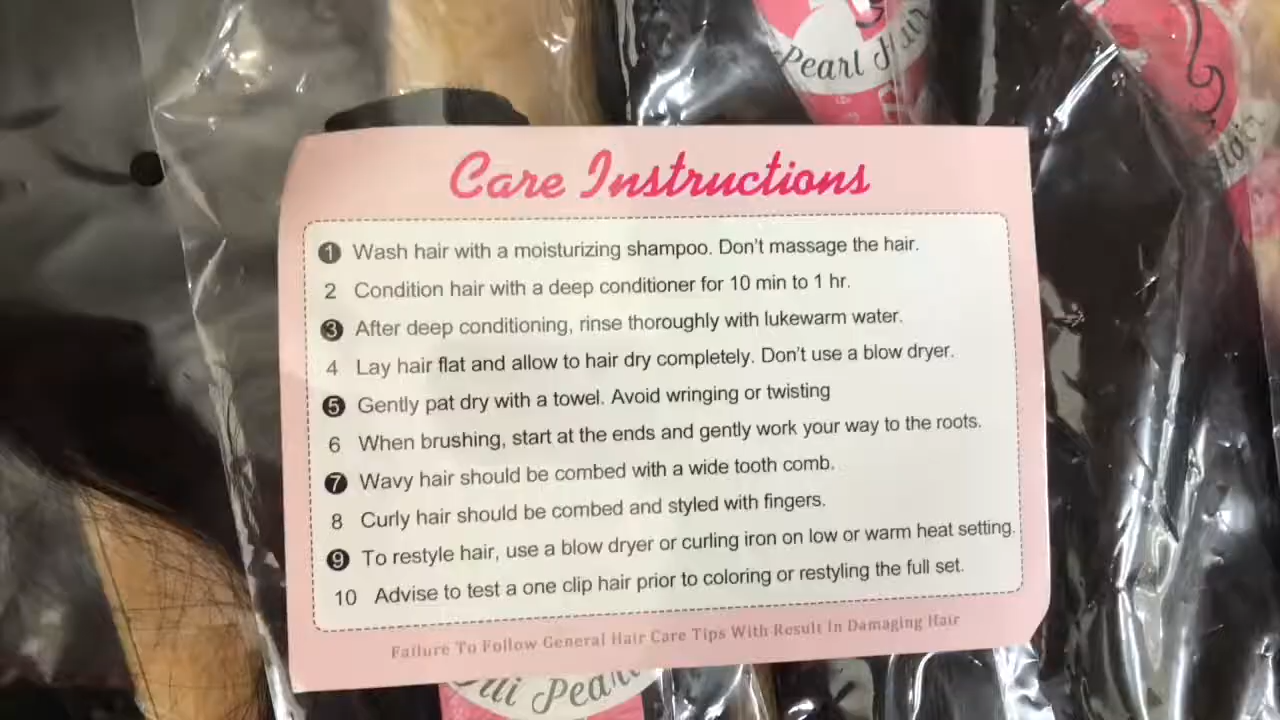 Pearl Hair
Hair
Care Instructions
1 Wash hair with a moisturizing shampoo. Don't massage the hair.
2 Condition hair with a deep conditioner for 10 min to 1 hr.
3 After deep conditioning, rinse thoroughly with lukewarm water.
4 Lay hair flat and allow to hair dry completely. Don't use a blow dryer.
5 Gently pat dry with a towel. Avoid wringing or twisting
6 When brushing, start at the ends and gently work your way to the roots.
7 Wavy hair should be combed with a wide tooth comb.
8 Curly hair should be combed and styled with fingers.
9 To restyle hair, use a blow dryer or curling iron on low or warm heat setting.
10 Advise to test a one clip hair prior to coloring or restyling the full set.
Failure To Follow General Hair Care Tips With Result In Damaging Hair
Pearl